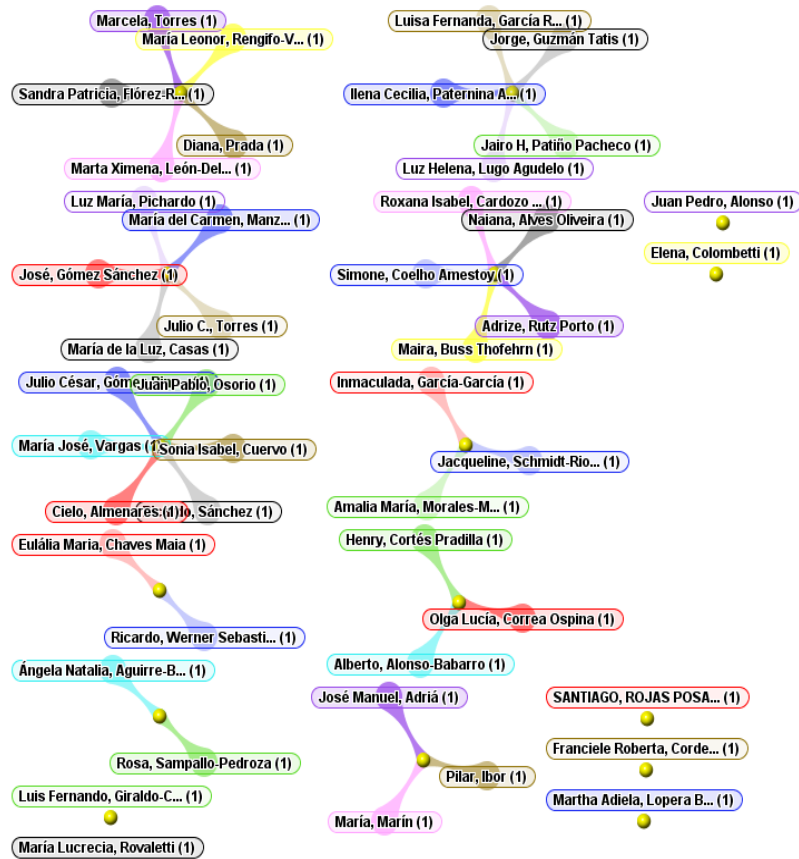 Marcela, Torres (1)
María Leonor, Rengifo-V... (1)
Sandra Patricia, Flórez-R... (1)
Diana, Prada (1)
Marta Ximena, León-Del... (1)
Luisa Fernanda, García R... (1)
Jorge, Guzmán Tatis (1)
Ilena Cecilia, Paternina A... (1)
Jairo H, Patiño Pacheco (1)
Luz Helena, Lugo Agudelo (1)
Luz María, Pichardo (1)
María del Carmen, Manz... (1)
José, Gómez Sánchez (1)
Julio C., Torres (1)
María de la Luz, Casas (1)
Roxana Isabel, Cardozo ... (1)
Naiana, Alves Oliveira (1)
Simone, Coelho Amestoy (1)
Adrize, Rutz Porto (1)
Maira, Buss Thofehrn (1)
Juan Pedro, Alonso (1)
Elena, Colombetti (1)
Julio César, Góme
Juan Pablo, Osorio (1)
María José, Vargas (1)
Sonia Isabel, Cuervo (1)
Cielo, Almenares (1)
Sánchez (1)
Inmaculada, García-García (1)
Jacqueline, Schmidt-Rio... (1)
Amalia María, Morales-M... (1)
Eulália Maria, Chaves Maia (1)
Ricardo, Werner Sebasti... (1)
Henry, Cortés Pradilla (1)
Olga Lucía, Correa Ospina (1)
Alberto, Alonso-Babarro (1)
Ángela Natalia, Aguirre-B... (1)
Rosa, Sampallo-Pedroza (1)
José Manuel, Adriá (1)
Pilar, Ibor (1)
María, Marín (1)
SANTIAGO, ROJAS POSA... (1)
Franciele Roberta, Corde... (1)
Martha Adiela, Lopera B... (1)
Luis Fernando, Giraldo-C... (1)
María Lucrecia, Rovaletti (1)